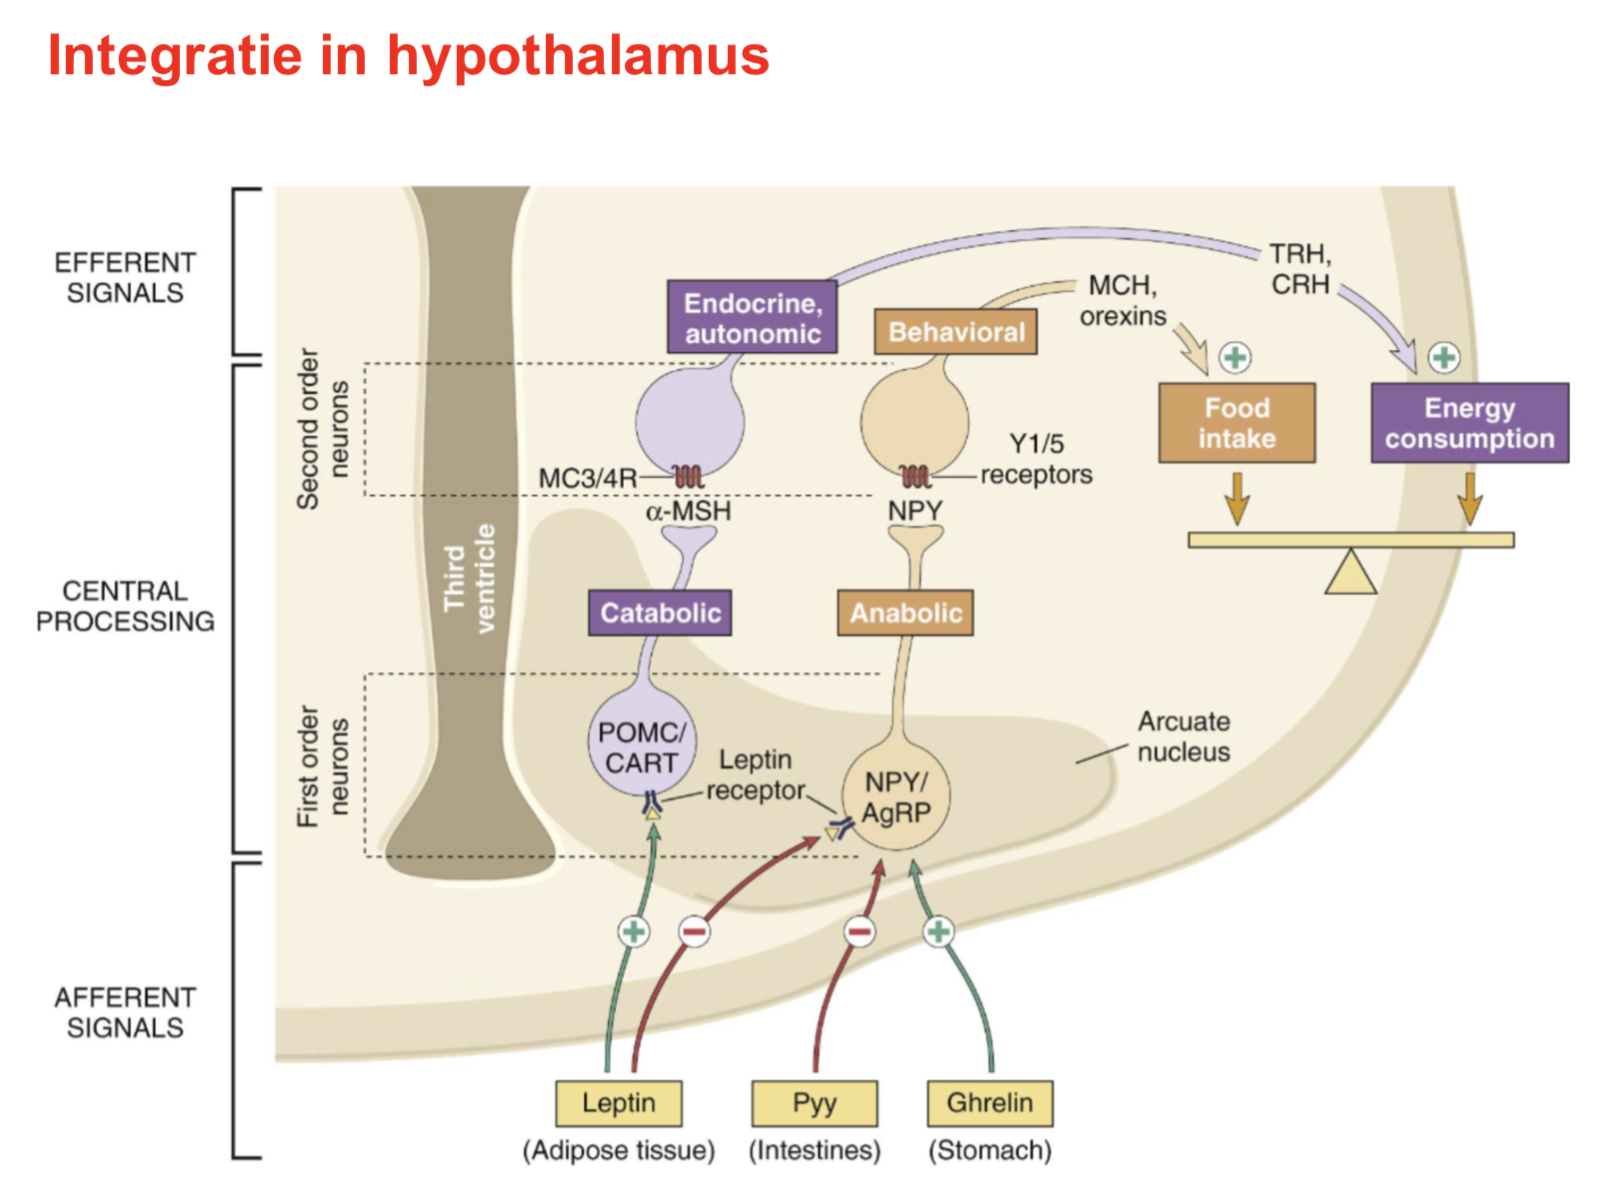 Integratie in hypothalamus
EFFERENT
SIGNALS
Endocrine,
autonomic
Behavioral
MCH,
orexins
TRH,
CRH
Food
intake
Energy
consumption
CENTRAL
PROCESSING
Second order
neurons
MC3/4R
Y1/5
receptors
α-MSH
NPY
Third
ventricle
Catabolic
Anabolic
First order
neurons
POMC/
CART
Leptin
receptor
NPY/
AgRP
Arcuate
nucleus
AFFERENT
SIGNALS
Leptin
(Adipose tissue)
Pyy
(Intestines)
Ghrelin
(Stomach)